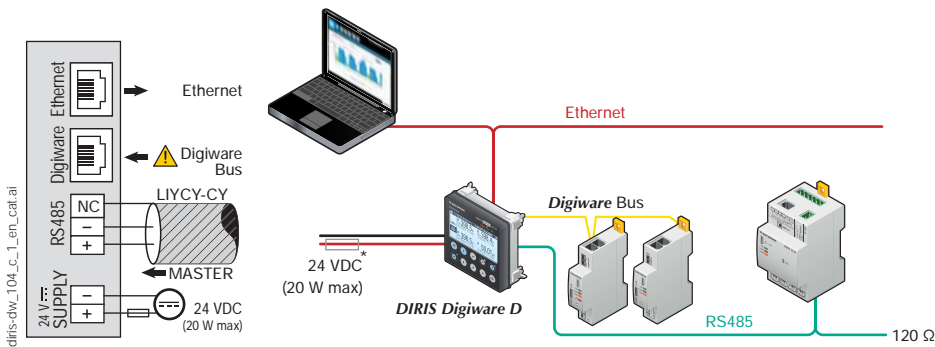 diris-dw_104_c_1_en_cat.ai
Ethernet
Ethernet
Digiware
Digiware
Bus
RS485
NC
–
+
LIYCY-CY
MASTER
24 V
SUPPLY
–
+
24 VDC
(20 W max)
Ethernet
Digiware Bus
24 VDC
*
(20 W max)
DIRIS Digiware D
RS485
120 Ω